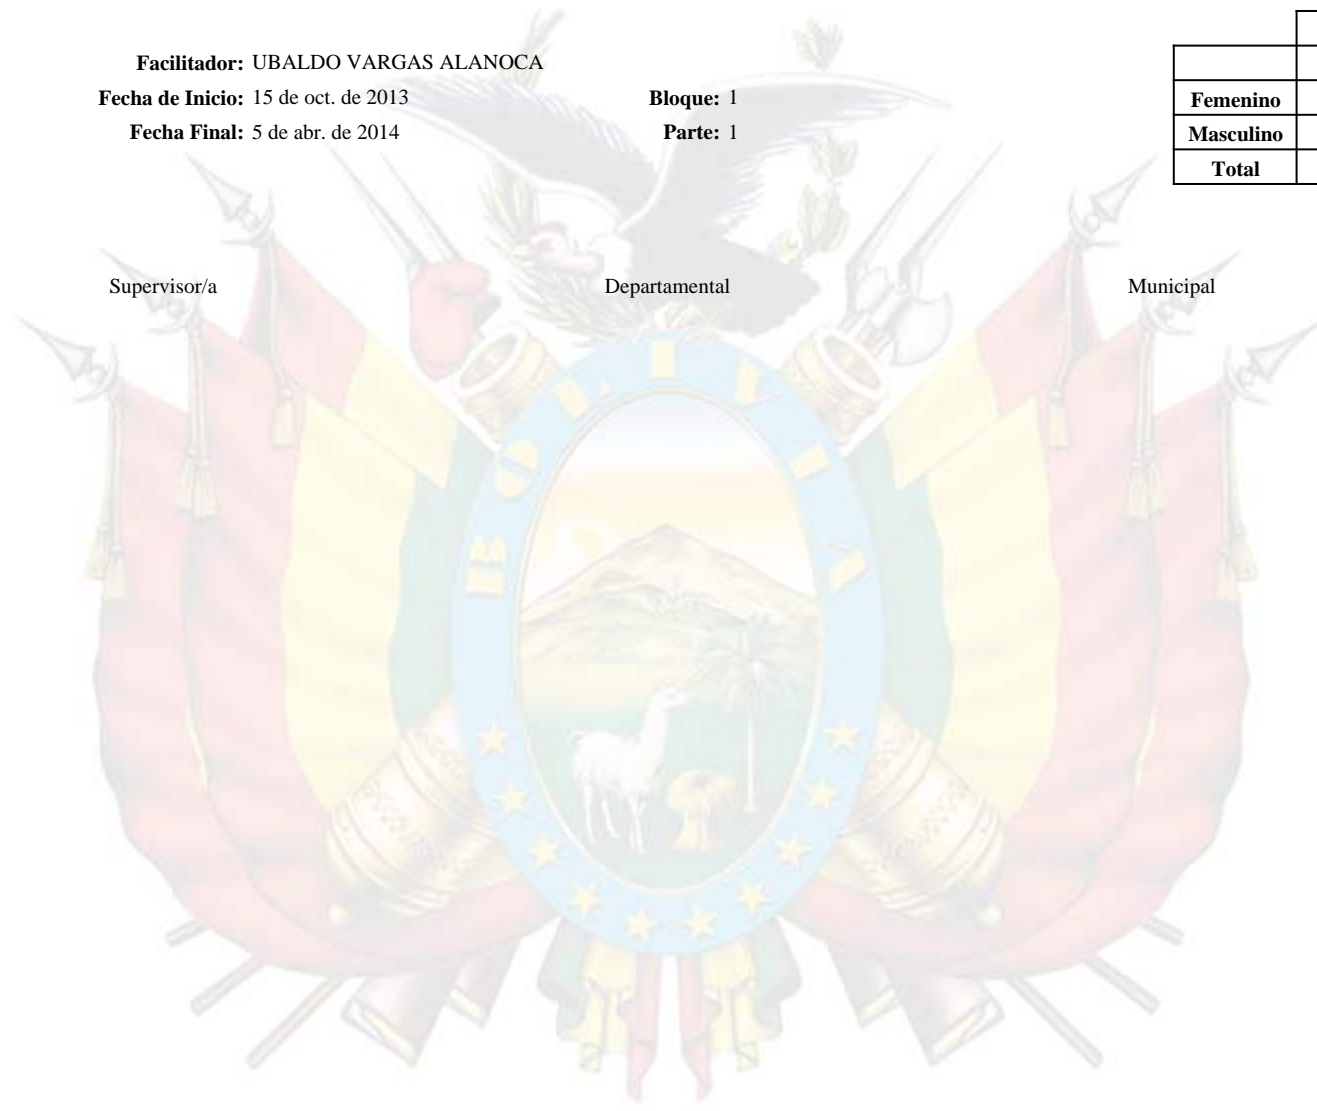 Facilitador: UBALDO VARGAS ALANOCA
Fecha de Inicio: 15 de oct. de 2013 Bloque: 1
Femenino
Fecha Final: 5 de abr. de 2014 Parte: 1
Masculino
Total
Supervisor/a Departamental Municipal
BOLIVIA